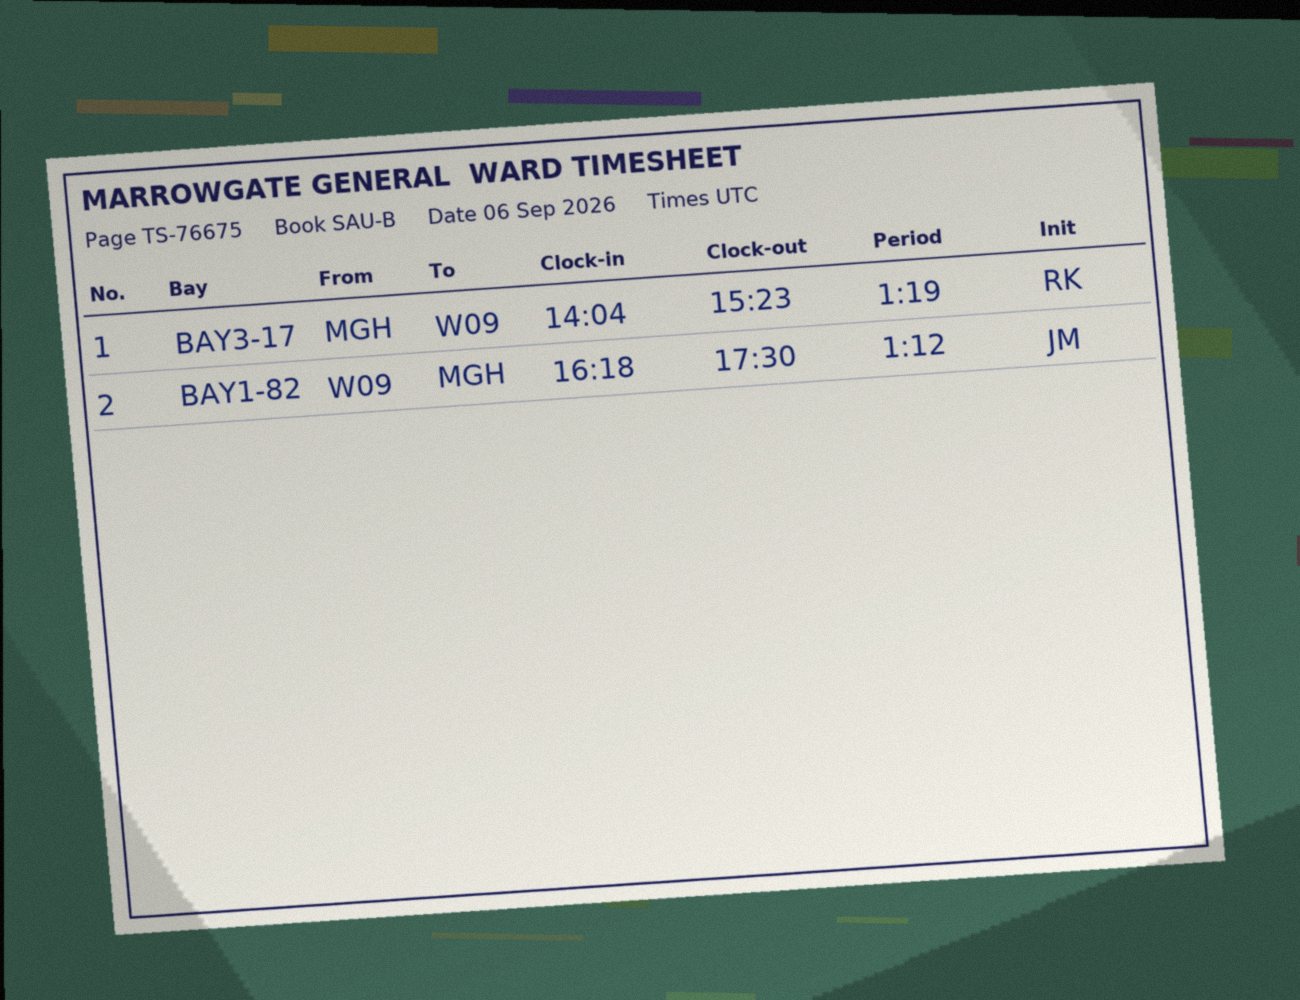 MARROWGATE GENERAL WARD TIMESHEET
Page TS-76675 Book SAU-B Date 06 Sep 2026 Times UTC
No. Bay From To Clock-in Clock-out Period Init
1 BAY3-17 MGH W09 14:04 15:23 1:19 RK
2 BAY1-82 W09 MGH 16:18 17:30 1:12 JM